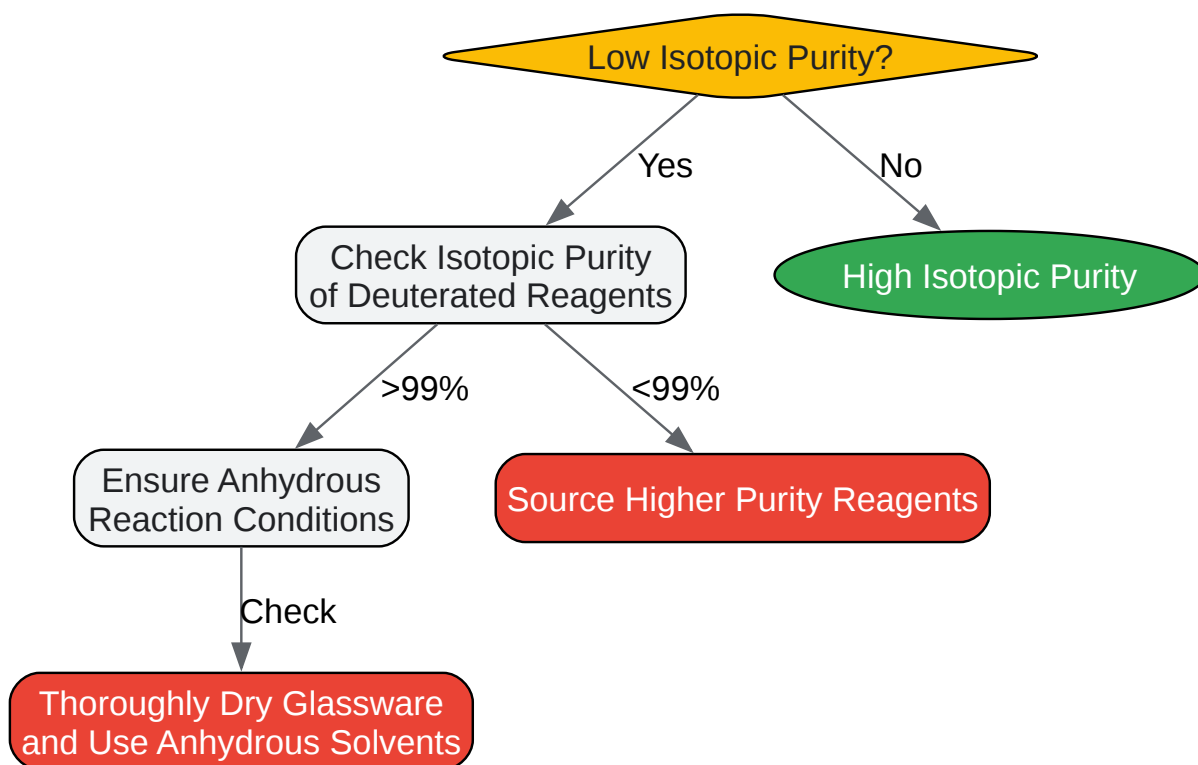 Low Isotopic Purity?
Yes
No
Check Isotopic Purity
of Deuterated Reagents
High Isotopic Purity
>99%
<99%
Ensure Anhydrous
Reaction Conditions
Source Higher Purity Reagents
Check
Thoroughly Dry Glassware
and Use Anhydrous Solvents